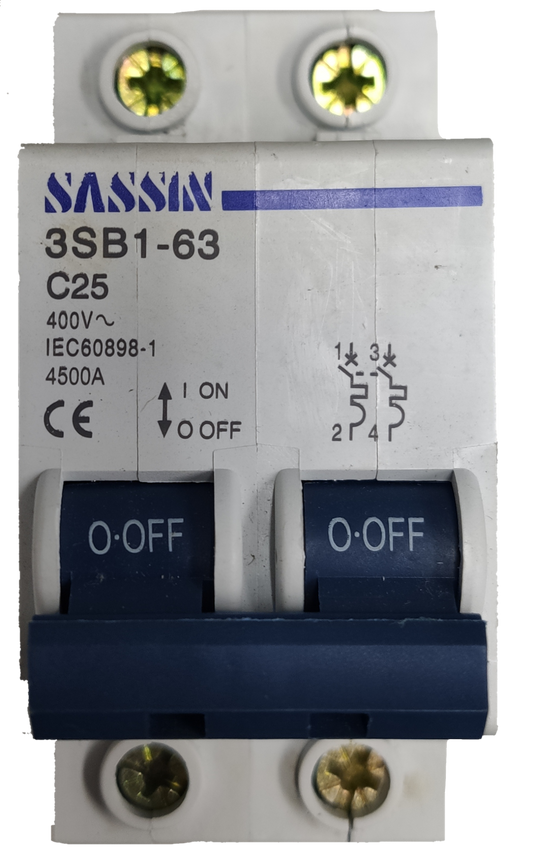 SASSIN
3SB1-63
C25
400V~
IEC60898-1
4500A
CE
I ON
O OFF
1 3
2 4
O·OFF O·OFF